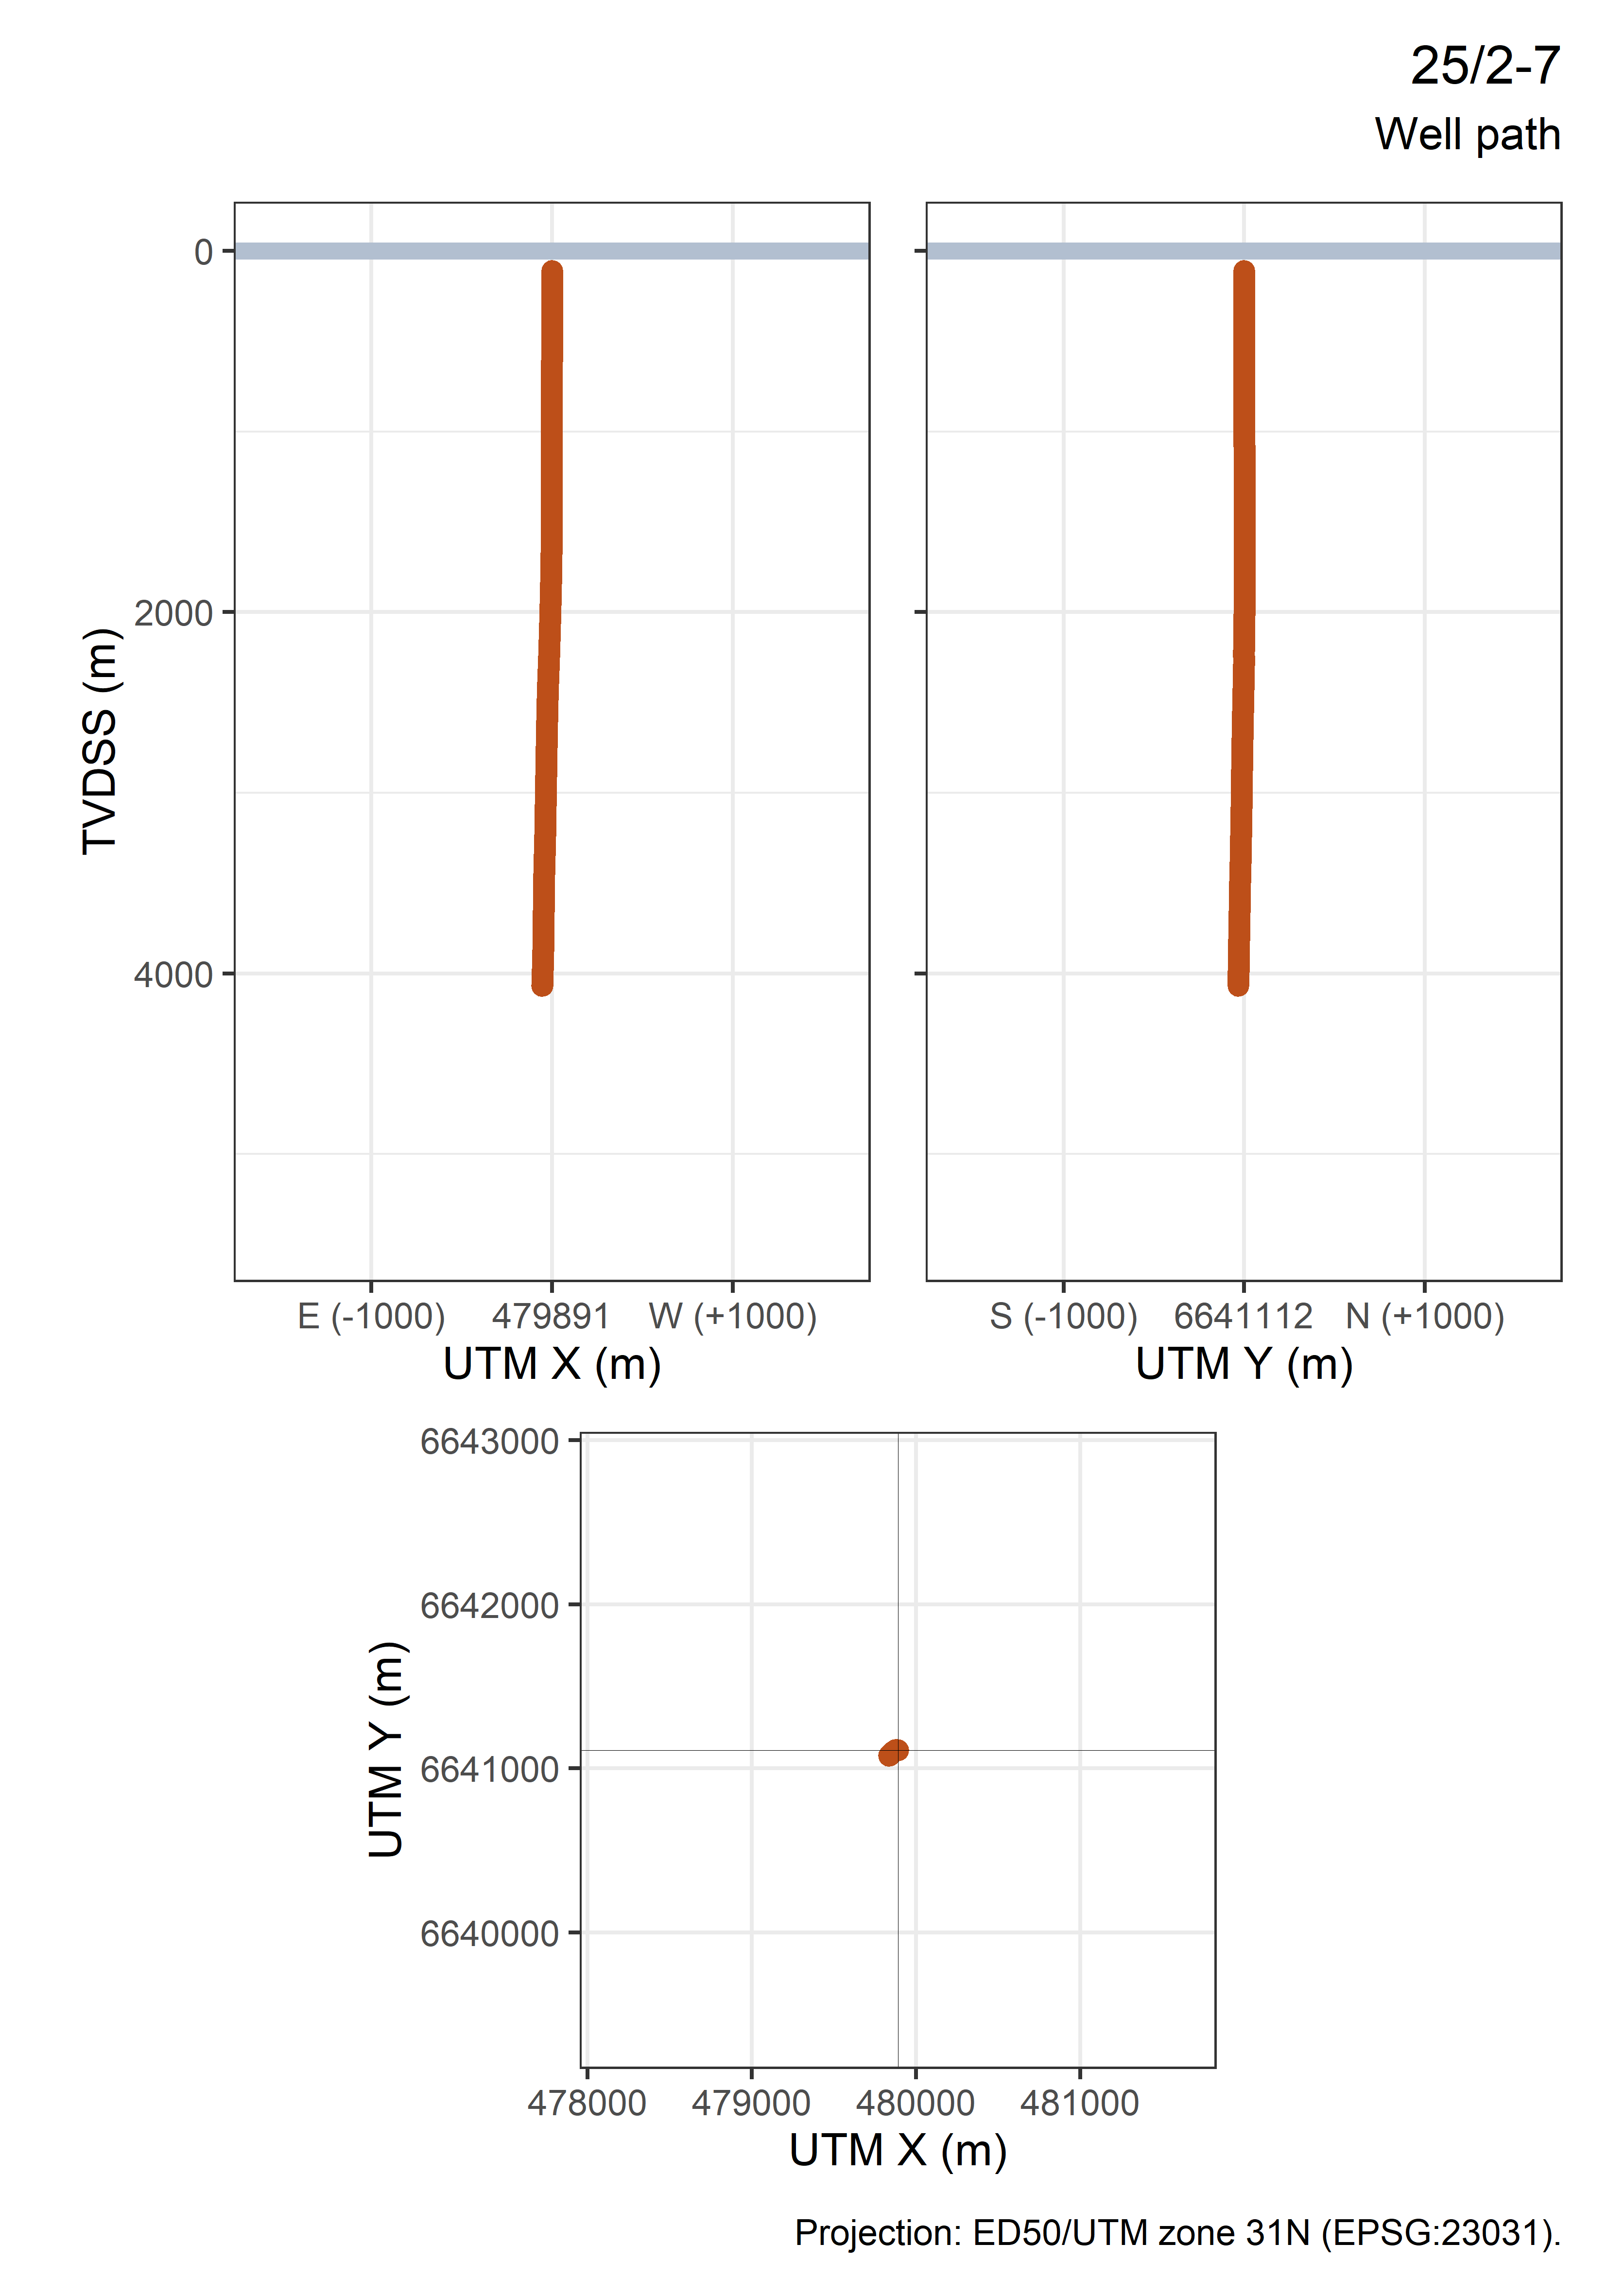 25/2-7
Well path
TVDSS (m)
0
2000
4000
E (-1000) 479891 W (+1000)
UTM X (m)
S (-1000) 6641112 N (+1000)
UTM Y (m)
UTM Y (m)
6643000
6642000
6641000
6640000
478000 479000 480000 481000
UTM X (m)
Projection: ED50/UTM zone 31N (EPSG:23031).